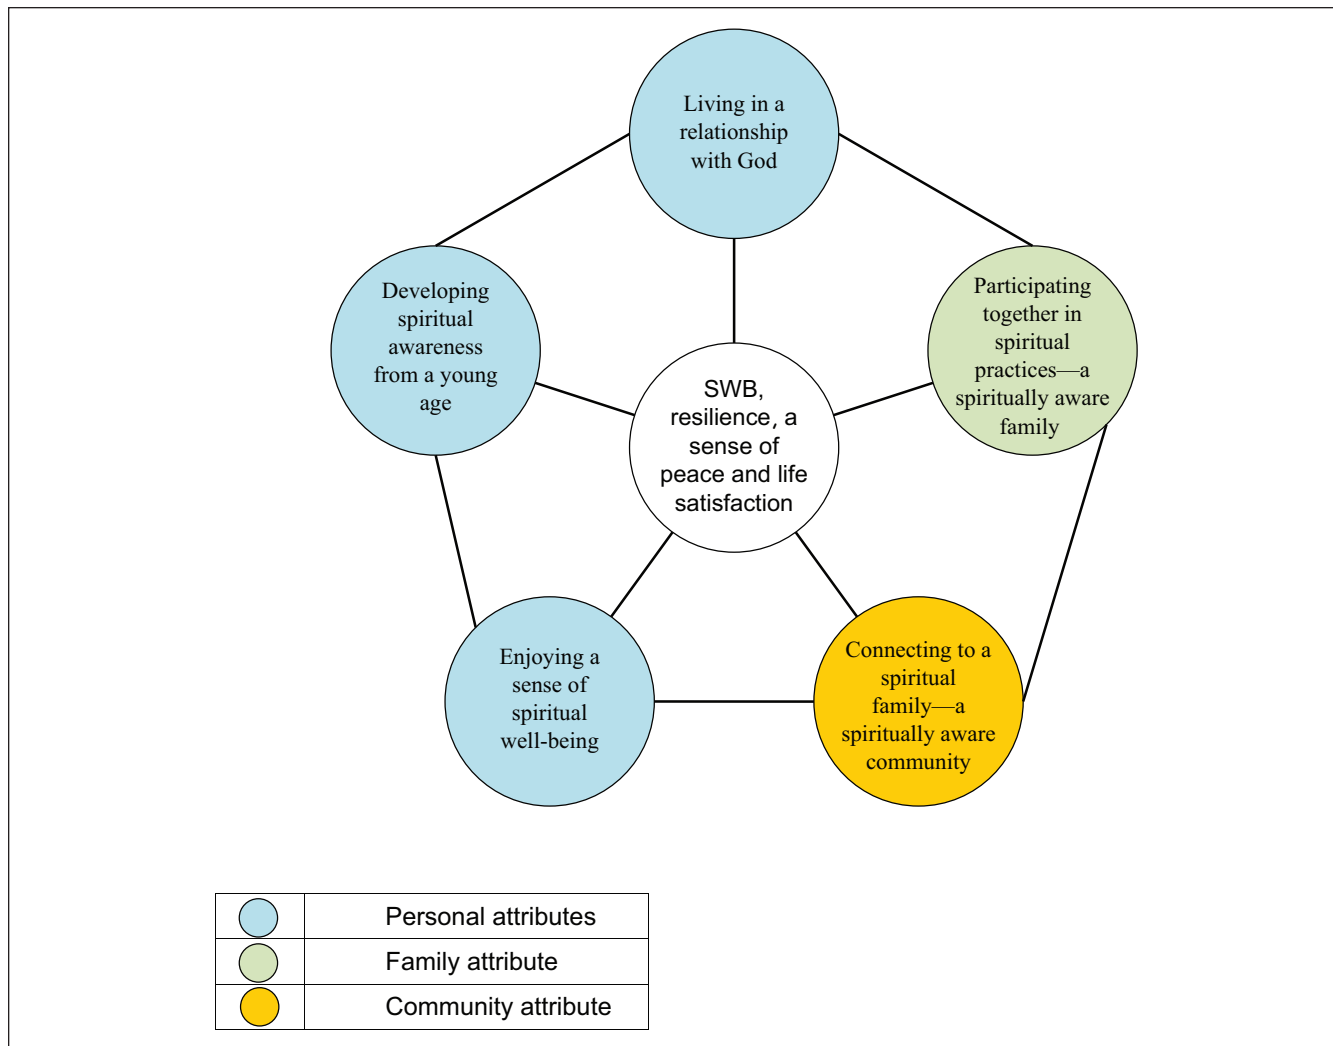 Living in a
relationship
with God
Developing
spiritual
awareness
from a young
age
Participating
together in
spiritual
practices—a
spiritually aware
family
SWB,
resilience, a
sense of
peace and life
satisfaction
Enjoying a
sense of
spiritual
well-being
Connecting to a
spiritual
family—a
spiritually aware
community
Personal attributes
Family attribute
Community attribute